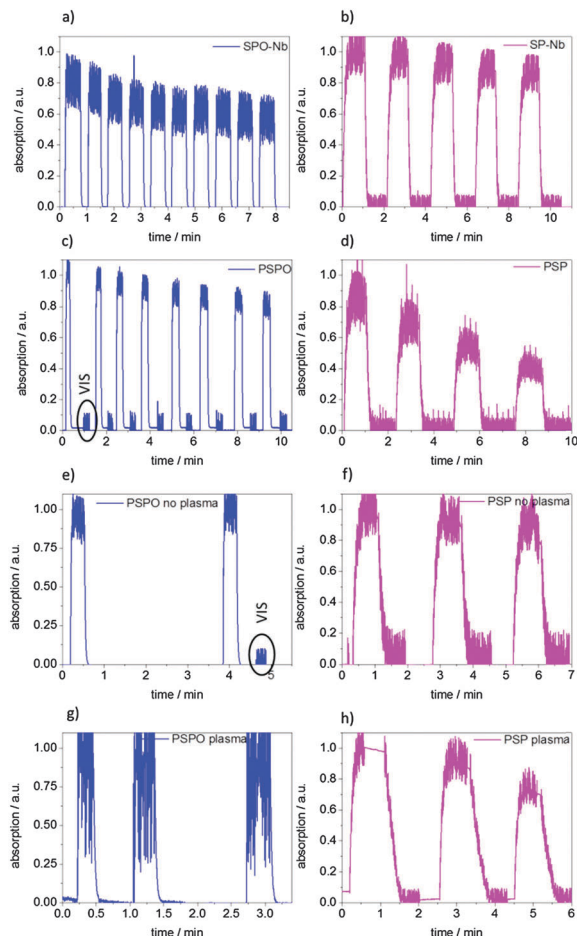 a)
SPO-Nb
1.0
0.8
0.6
0.4
0.2
0.0
absorption / a.u.
0 1 2 3 4 5 6 7 8
time / min
b)
SP-Nb
1.0
0.8
0.6
0.4
0.2
0.0
absorption / a.u.
0 2 4 6 8 10
time / min
c)
PSPO
1.0
0.8
0.6
0.4
0.2
0.0
absorption / a.u.
VIS
0 2 4 6 8 10
time / min
d)
PSP
1.0
0.8
0.6
0.4
0.2
0.0
absorption / a.u.
0 2 4 6 8 10
time / min
e)
PSPO no plasma
1.00
0.75
0.50
0.25
0.00
absorption / a.u.
VIS
0 1 2 3 4 5
time / min
f)
PSP no plasma
1.0
0.8
0.6
0.4
0.2
0.0
absorption / a.u.
0 1 2 3 4 5 6 7
time / min
g)
PSPO plasma
1.00
0.75
0.50
0.25
0.00
absorption / a.u.
0.0 0.5 1.0 1.5 2.0 2.5 3.0
time / min
h)
PSP plasma
1.0
0.8
0.6
0.4
0.2
0.0
absorption / a.u.
0 1 2 3 4 5 6
time / min